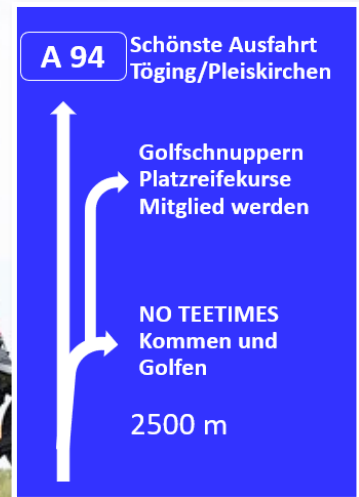 A 94
Schönste Ausfahrt
Töging/Pleiskirchen
Golfschnuppern
Platzreifekurse
Mitglied werden
NO TEETIMES
Kommen und
Golfen
2500 m